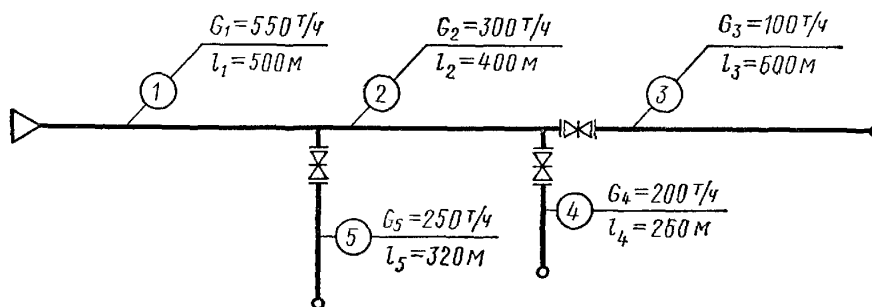 G₁=550 т/ч
l₁=500 м
1
G₂=300 т/ч
l₂=400 м
2
G₃=100 т/ч
l₃=600 м
3
G₅=250 т/ч
l₅=320 м
5
G₄=200 т/ч
l₄=260 м
4